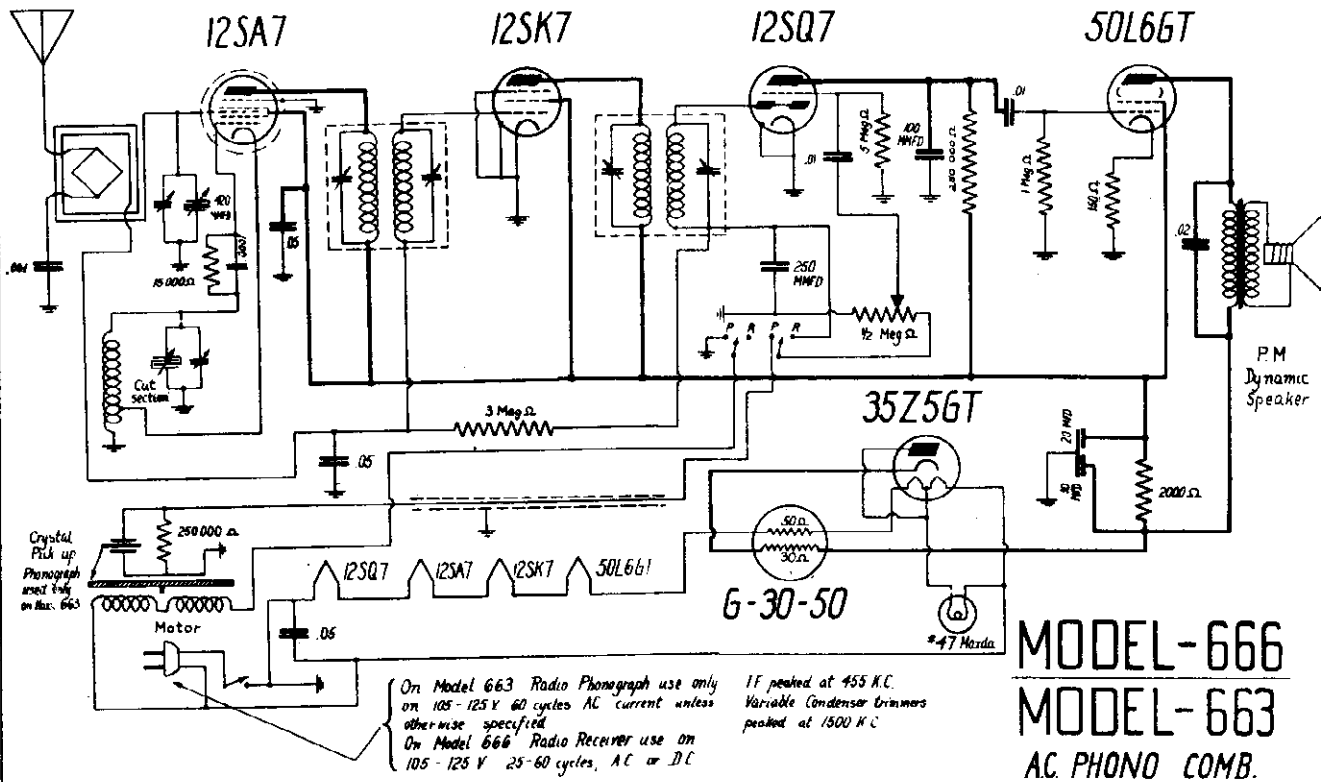 12SA7
12SK7
12SQ7
50L6GT
.01
5 Meg Ω
100
MMFD
.01
250 000 Ω
1 Meg Ω
Ω
420
MMFD
.05
.02
.001
15 000 Ω
250
MMFD
½ Meg Ω
P R P R
P.M
Dynamic
Speaker
Cut
section
3 Meg Ω
35Z5GT
20 MFD
MFD
.05
2000 Ω
250 000 Ω
50 Ω
30 Ω
Crystal
Pick up
Phonograph
used only
on 663
12SQ7
12SA7
12SK7
50L6GT
G-30-50
Motor
.05
#47 Mazda
MODEL-666
MODEL-663
A.C. PHONO COMB.
On Model 663 Radio Phonograph use only
on 105 - 125 V 60 cycles AC current unless
otherwise specified
On Model 666 Radio Receiver use on
105 - 125 V 25-60 cycles, AC or DC
IF peaked at 455 K.C.
Variable Condenser trimmers
peaked at 1500 K C